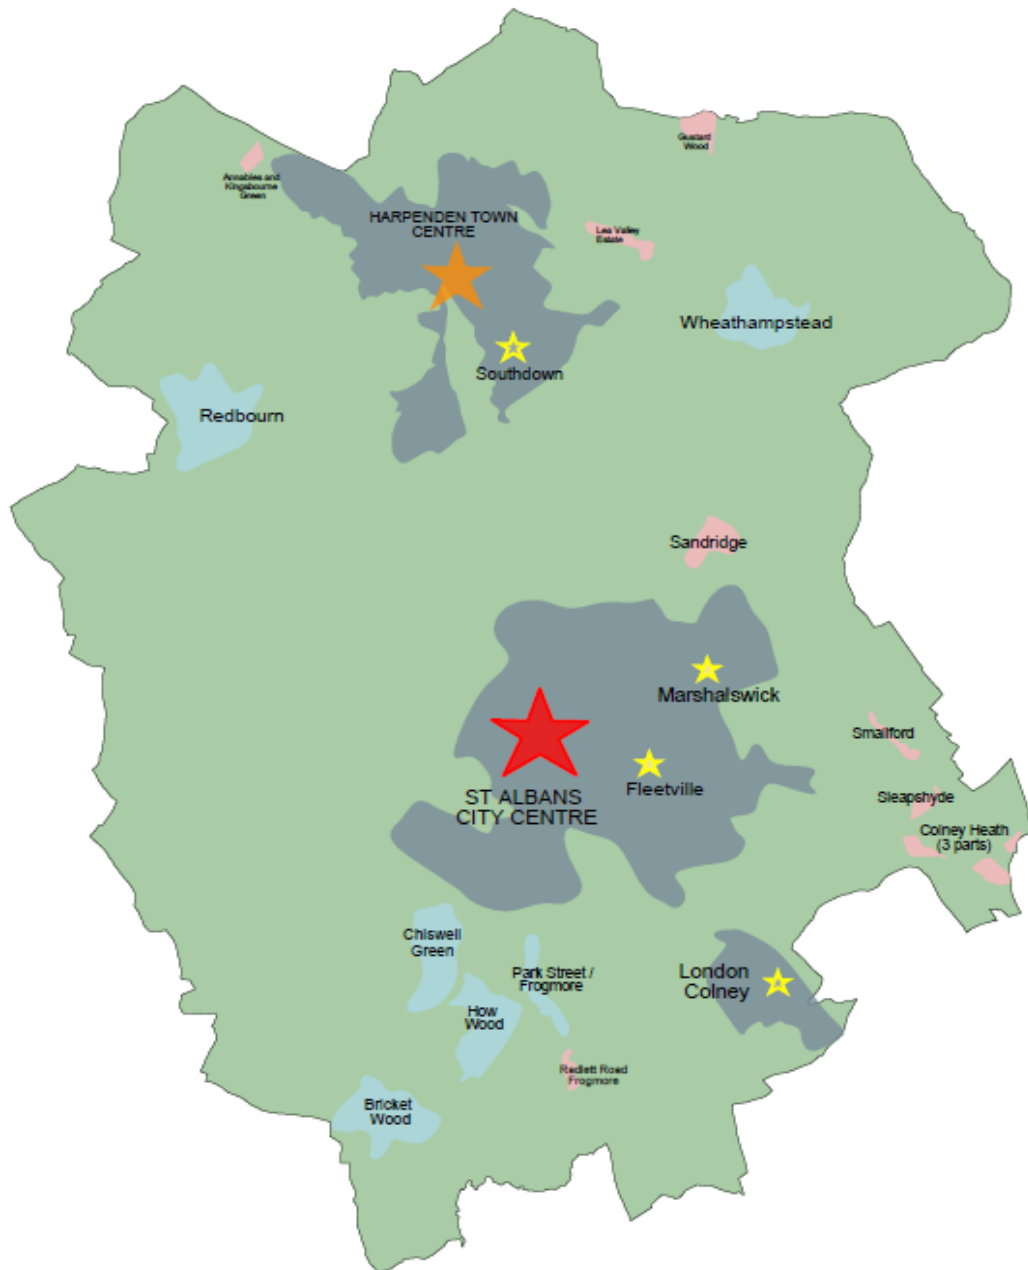 Gustard
Wood
Annables and
Kingsbourne
Green
HARPENDEN TOWN
CENTRE
Lea Valley
Estate
Wheathampstead
Southdown
Redbourn
Sandridge
Marshalswick
Smallford
Fleetville
ST ALBANS
CITY CENTRE
Sleapshyde
Colney Heath
(3 parts)
Chiswell
Green
Park Street /
Frogmore
London
Colney
How
Wood
Radlett Road
Frogmore
Bricket
Wood